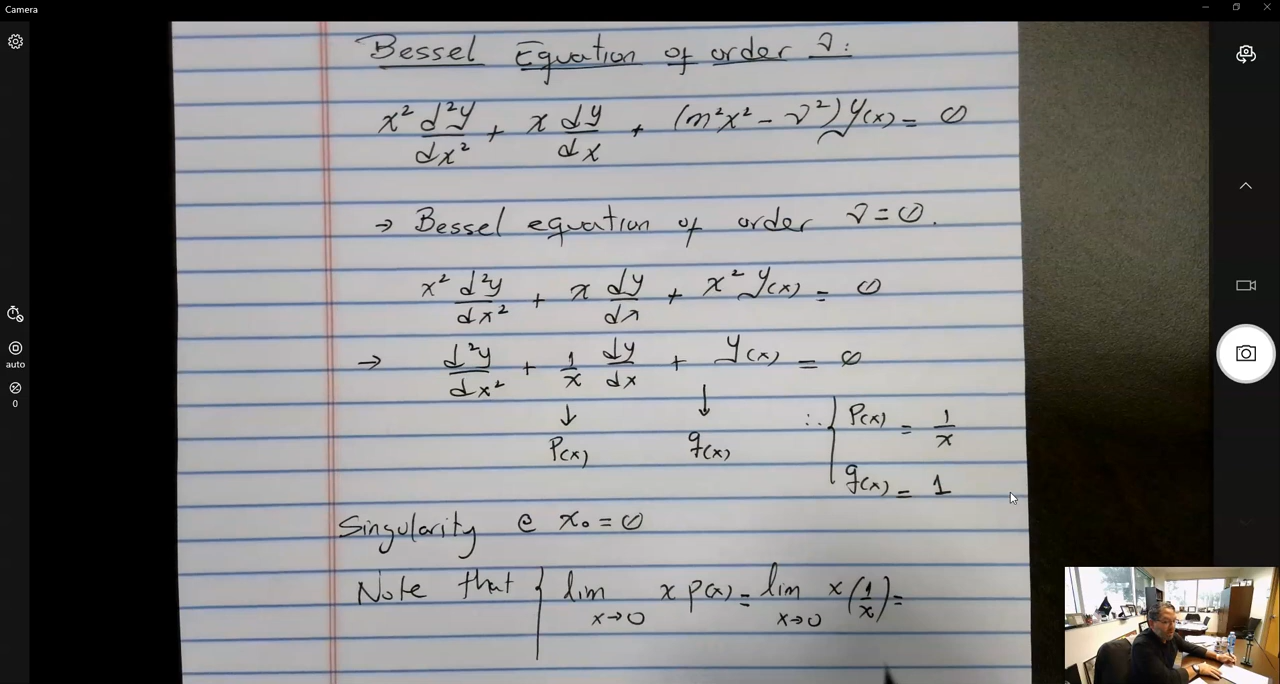 Camera
Bessel Equation of order ν:
x² d²y/dx² + x dy/dx + (m²x² - ν²) y(x) = 0
→ Bessel equation of order ν = 0.
x² d²y/dx² + x dy/dx + x² y(x) = 0
→ d²y/dx² + 1/x dy/dx + y(x) = 0
↓ ↓
P(x) q(x)
∴ { P(x) = 1/x
q(x) = 1
auto
0
Singularity @ x₀ = 0
Note that { lim x→0 x p(x) = lim x→0 x (1/x) =